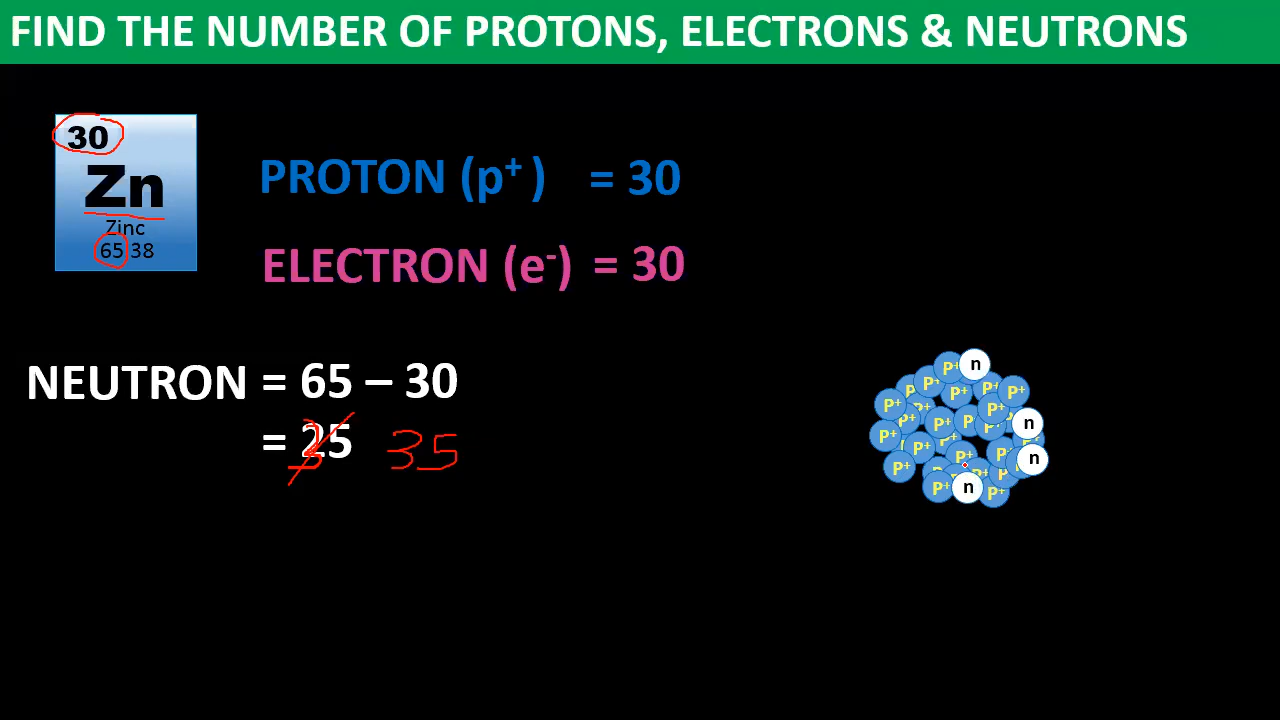 FIND THE NUMBER OF PROTONS, ELECTRONS & NEUTRONS
30
Zn
Zinc
65 38
PROTON (p⁺ ) = 30
ELECTRON (e⁻) = 30
NEUTRON = 65 – 30
= 25 35
P⁺ n
P⁺ P⁺ P⁺ P⁺
P⁺ P⁺
P⁺ P⁺ P⁺ n
P⁺ P⁺
P⁺ P⁺ P⁺ n
P⁺
P⁺ n P⁺